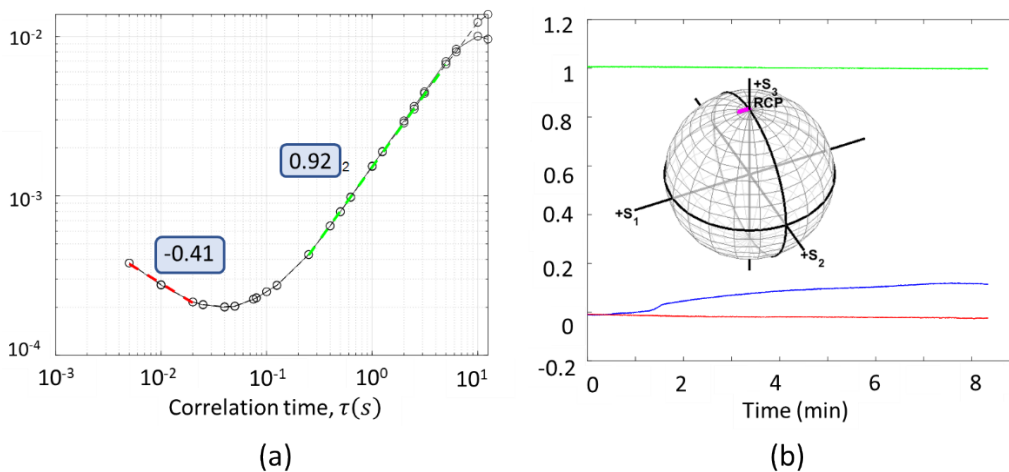 10⁻²
10⁻³
10⁻⁴
0.92
2
-0.41
10⁻³ 10⁻² 10⁻¹ 10⁰ 10¹
Correlation time, τ(s)
(a)
1.2
1
0.8
0.6
0.4
0.2
0
-0.2
+S₃
RCP
+S₁
+S₂
0 2 4 6 8
Time (min)
(b)